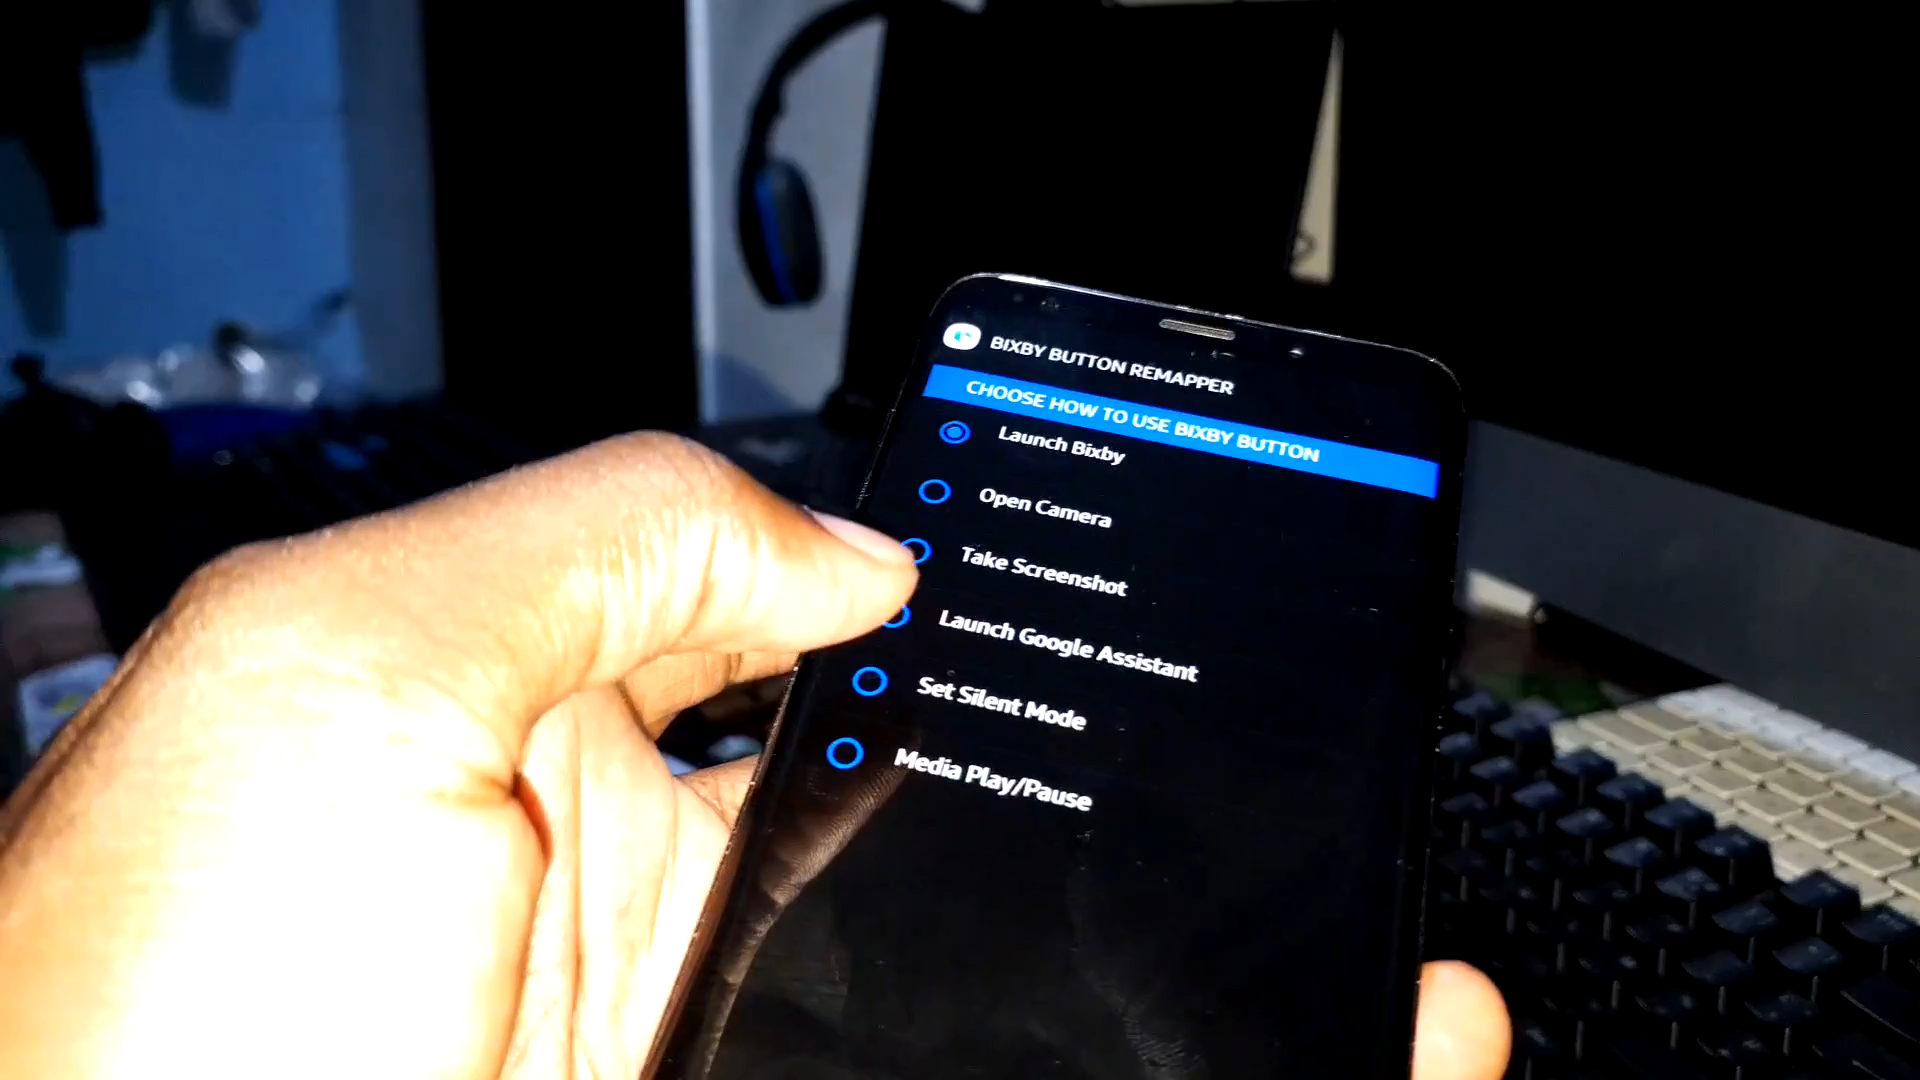 BIXBY BUTTON REMAPPER
CHOOSE HOW TO USE BIXBY BUTTON
Launch Bixby
Open Camera
Take Screenshot
Launch Google Assistant
Set Silent Mode
Media Play/Pause